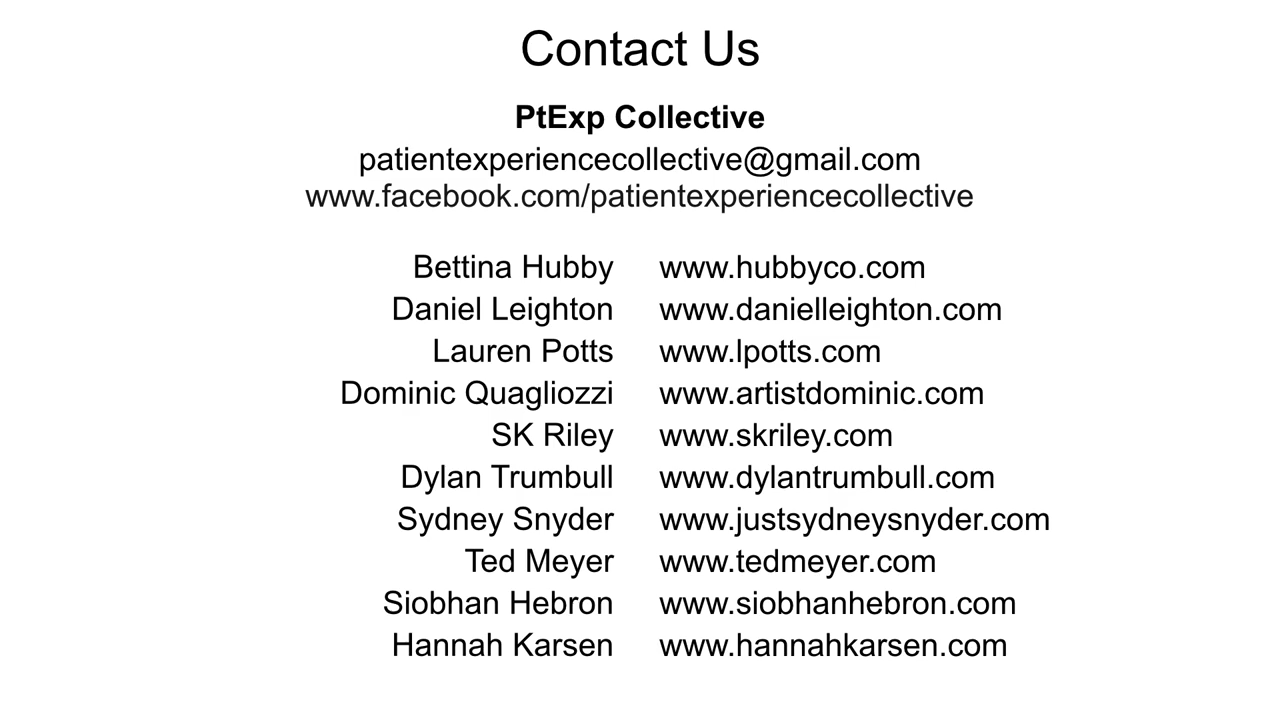 Contact Us
PtExp Collective
patientexperiencecollective@gmail.com
www.facebook.com/patientexperiencecollective
Bettina Hubby www.hubbyco.com
Daniel Leighton www.danielleighton.com
Lauren Potts www.lpotts.com
Dominic Quagliozzi www.artistdominic.com
SK Riley www.skriley.com
Dylan Trumbull www.dylantrumbull.com
Sydney Snyder www.justsydneysnyder.com
Ted Meyer www.tedmeyer.com
Siobhan Hebron www.siobhanhebron.com
Hannah Karsen www.hannahkarsen.com